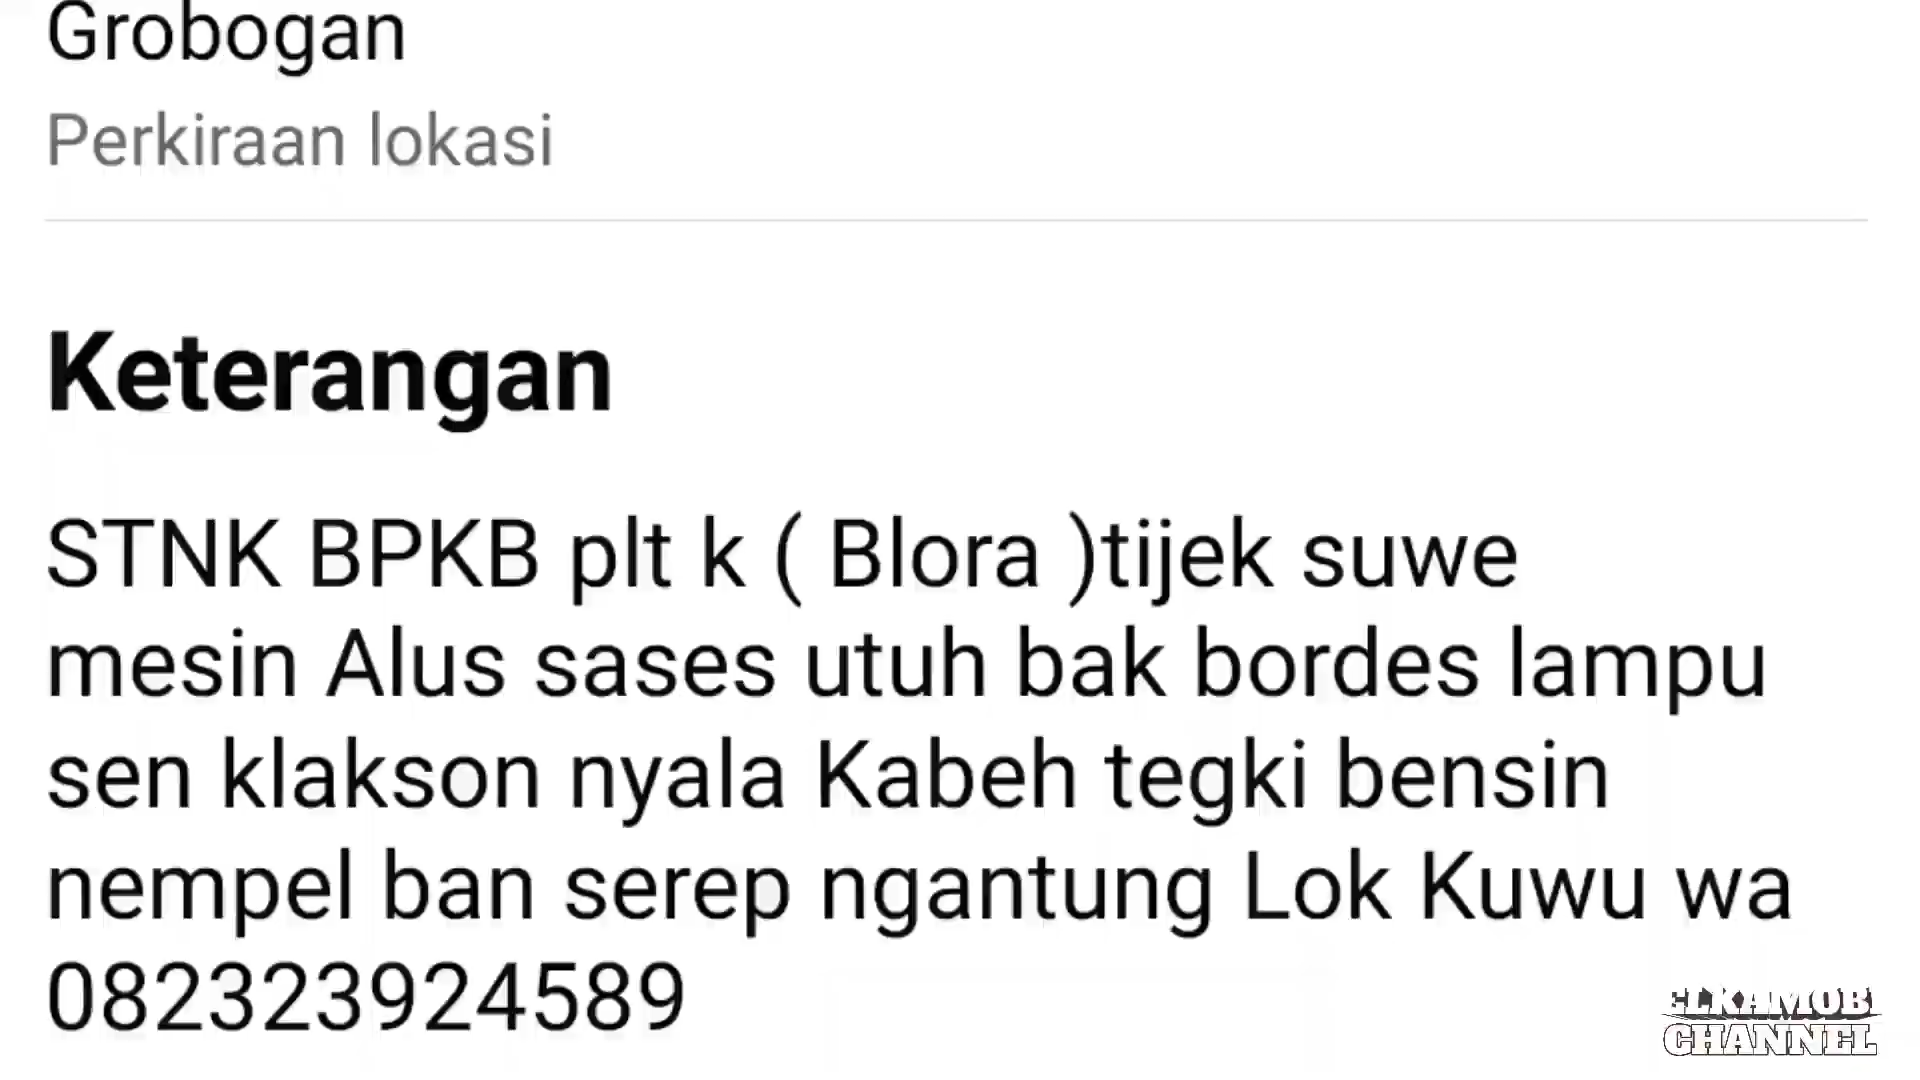 Grobogan
Perkiraan lokasi
Keterangan
STNK BPKB plt k ( Blora )tijek suwe
mesin Alus sases utuh bak bordes lampu
sen klakson nyala Kabeh tegki bensin
nempel ban serep ngantung Lok Kuwu wa
082323924589
ELKAMOBI
CHANNEL